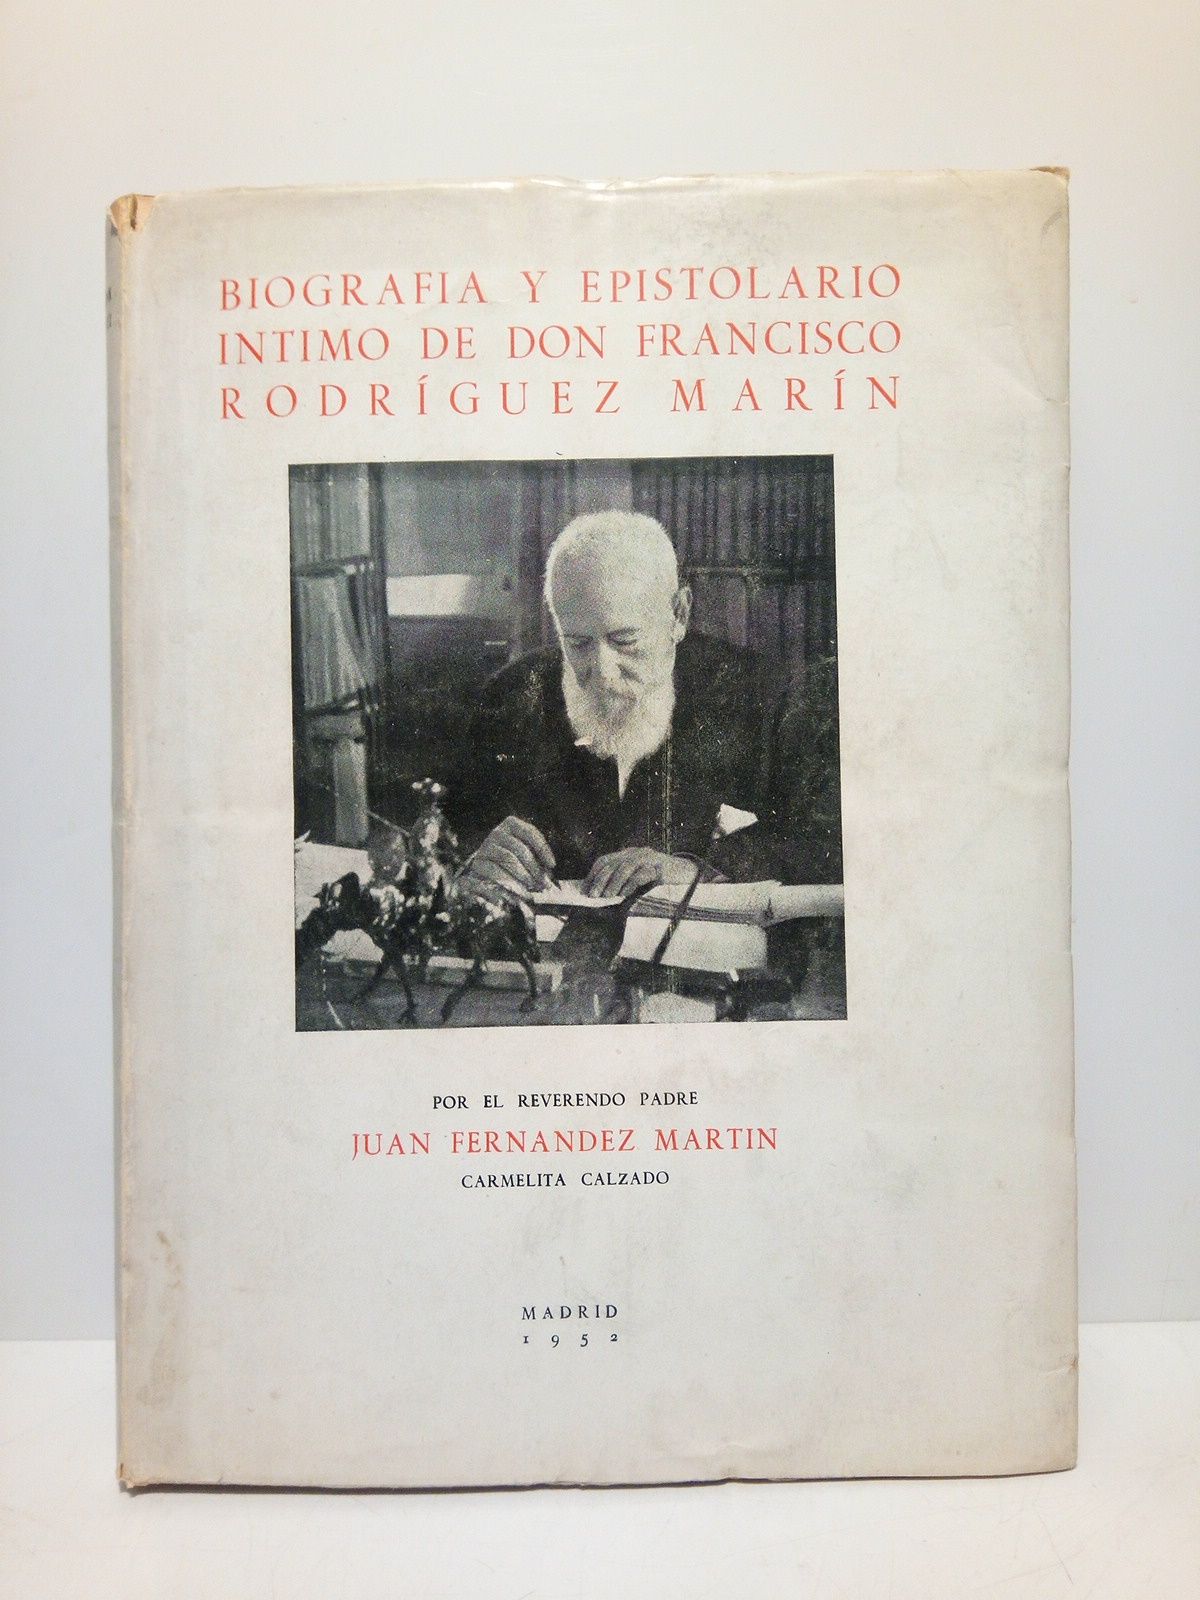 BIOGRAFIA Y EPISTOLARIO
INTIMO DE DON FRANCISCO
RODRÍGUEZ MARÍN
POR EL REVERENDO PADRE
JUAN FERNANDEZ MARTIN
CARMELITA CALZADO
MADRID
1952